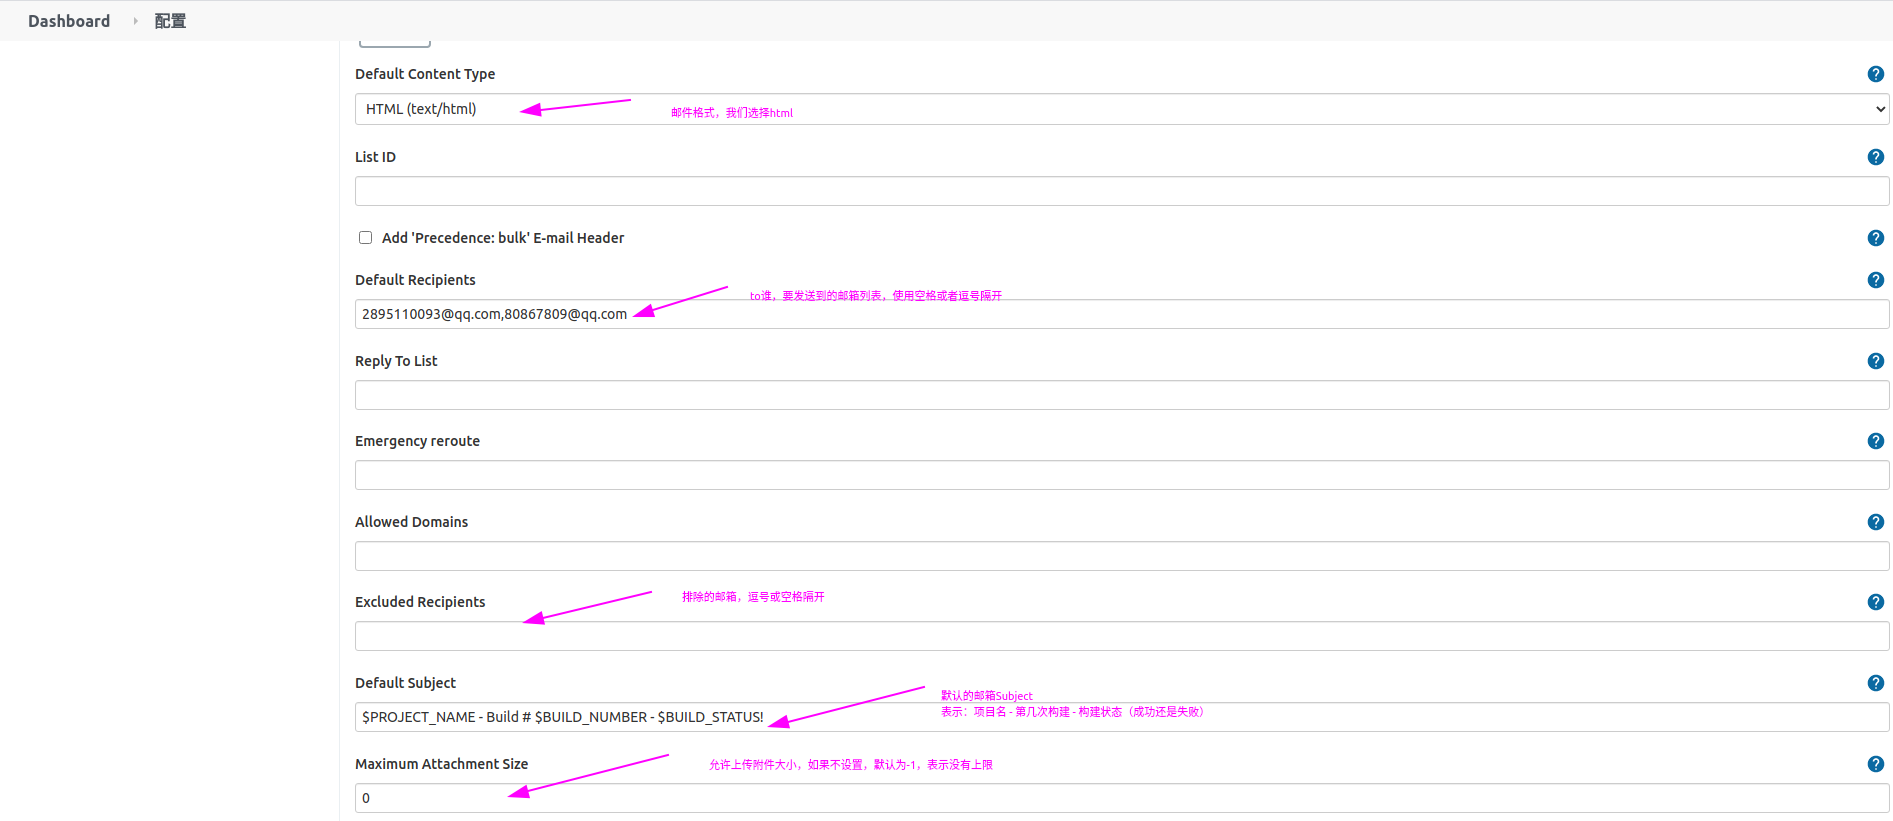 Dashboard
配置
Default Content Type
HTML (text/html)
邮件格式，我们选择html
List ID
Add 'Precedence: bulk' E-mail Header
Default Recipients
to谁，要发送到的邮箱列表，使用空格或者逗号隔开
2895110093@qq.com,80867809@qq.com
Reply To List
Emergency reroute
Allowed Domains
Excluded Recipients
排除的邮箱，逗号或空格隔开
Default Subject
默认的邮箱Subject
表示：项目名 - 第几次构建 - 构建状态（成功还是失败）
$PROJECT_NAME - Build # $BUILD_NUMBER - $BUILD_STATUS!
Maximum Attachment Size
允许上传附件大小，如果不设置，默认为-1，表示没有上限
0